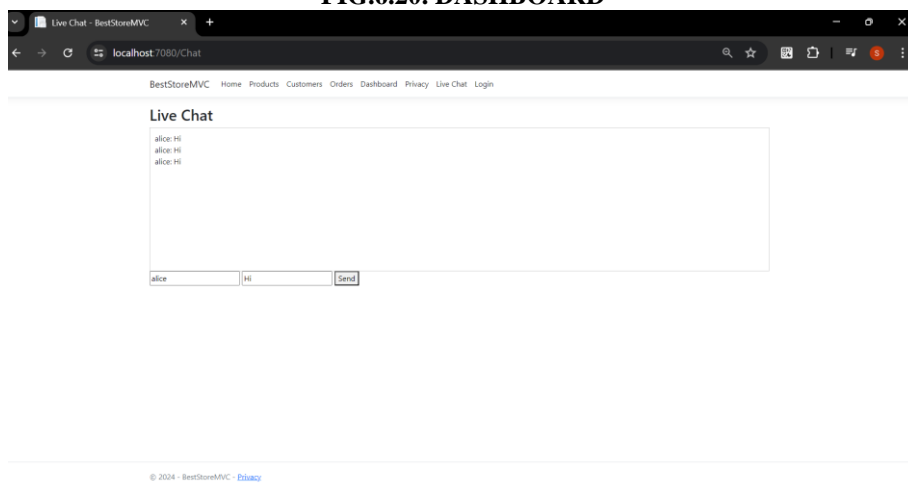 FIG.6.20: DASHBOARD
Live Chat - BestStoreMVC
localhost:7080/Chat
S
BestStoreMVC Home Products Customers Orders Dashboard Privacy Live Chat Login
Live Chat
alice: Hi
alice: Hi
alice: Hi
alice Hi Send
© 2024 - BestStoreMVC - Privacy